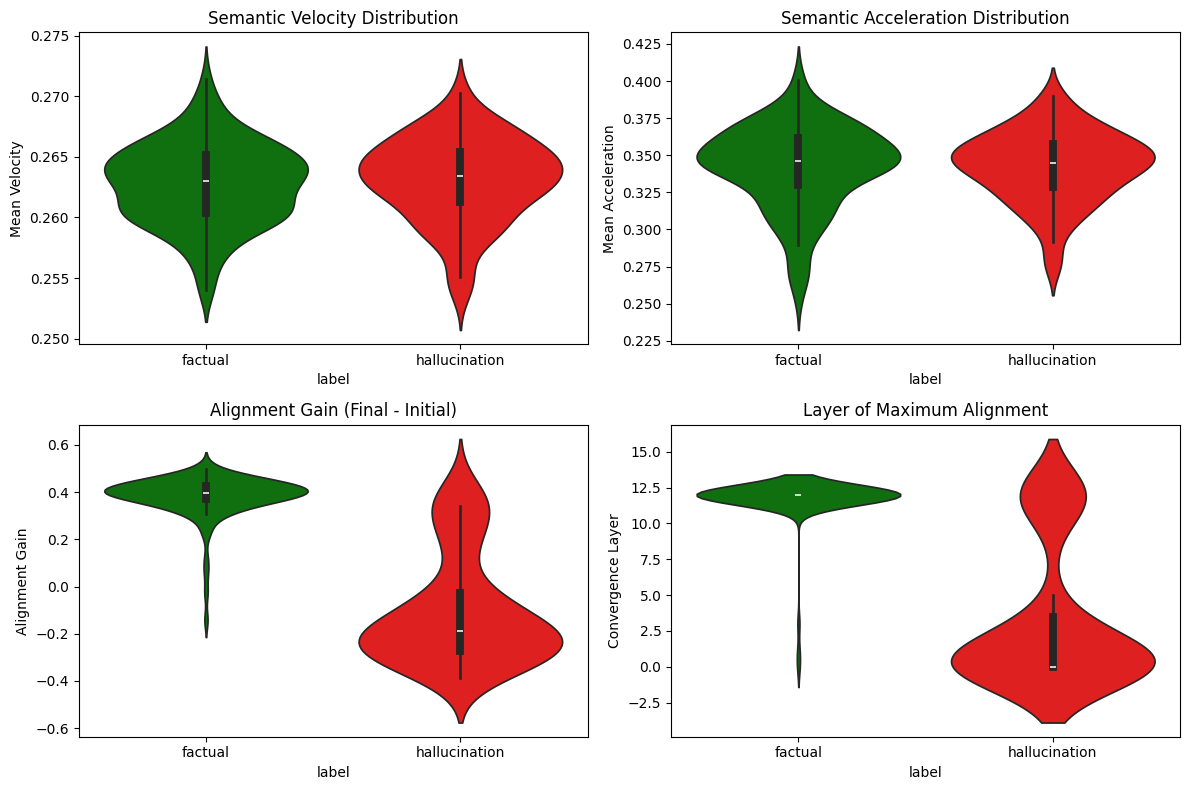 Semantic Velocity Distribution
0.275
0.270
0.265
0.260
0.255
0.250
Mean Velocity
factual hallucination
label
Semantic Acceleration Distribution
0.425
0.400
0.375
0.350
0.325
0.300
0.275
0.250
0.225
Mean Acceleration
factual hallucination
label
Alignment Gain (Final - Initial)
0.6
0.4
0.2
0.0
−0.2
−0.4
−0.6
Alignment Gain
factual hallucination
label
Layer of Maximum Alignment
15.0
12.5
10.0
7.5
5.0
2.5
0.0
−2.5
Convergence Layer
factual hallucination
label